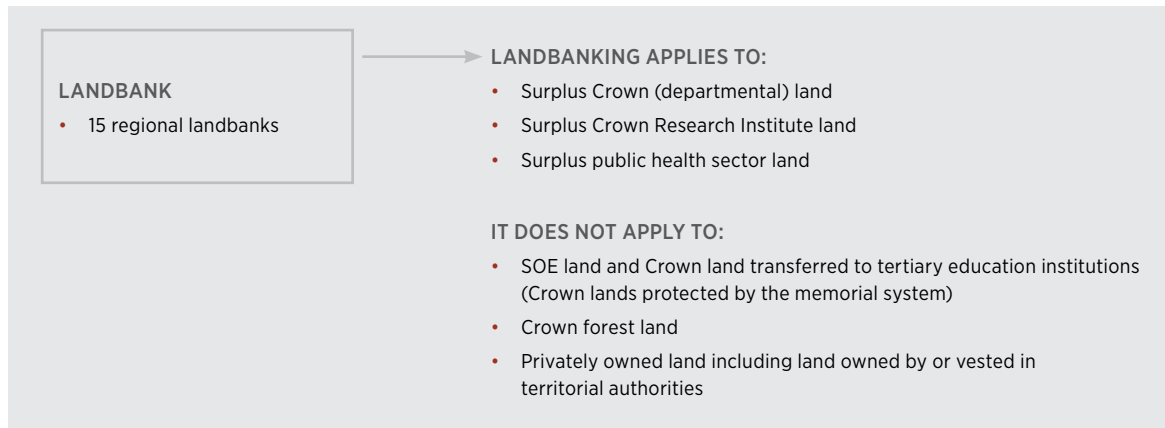 LANDBANK
• 15 regional landbanks
LANDBANKING APPLIES TO:
• Surplus Crown (departmental) land
• Surplus Crown Research Institute land
• Surplus public health sector land
IT DOES NOT APPLY TO:
• SOE land and Crown land transferred to tertiary education institutions
(Crown lands protected by the memorial system)
• Crown forest land
• Privately owned land including land owned by or vested in
territorial authorities